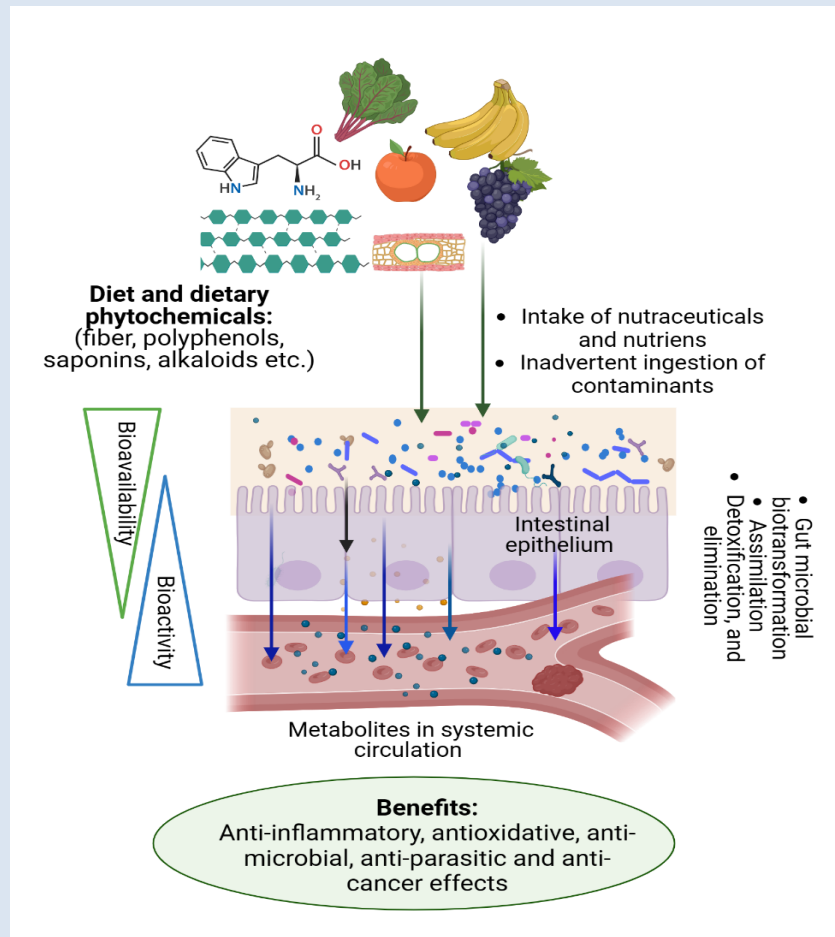 O
OH
HN
NH2
Diet and dietary
phytochemicals:
(fiber, polyphenols,
saponins, alkaloids etc.)
• Intake of nutraceuticals
and nutriens
• Inadvertent ingestion of
contaminants
Bioavailability
Bioactivity
Intestinal
epithelium
• Gut microbial
biotransformation
• Assimilation
• Detoxification, and
elimination
Metabolites in systemic
circulation
Benefits:
Anti-inflammatory, antioxidative, anti-
microbial, anti-parasitic and anti-
cancer effects